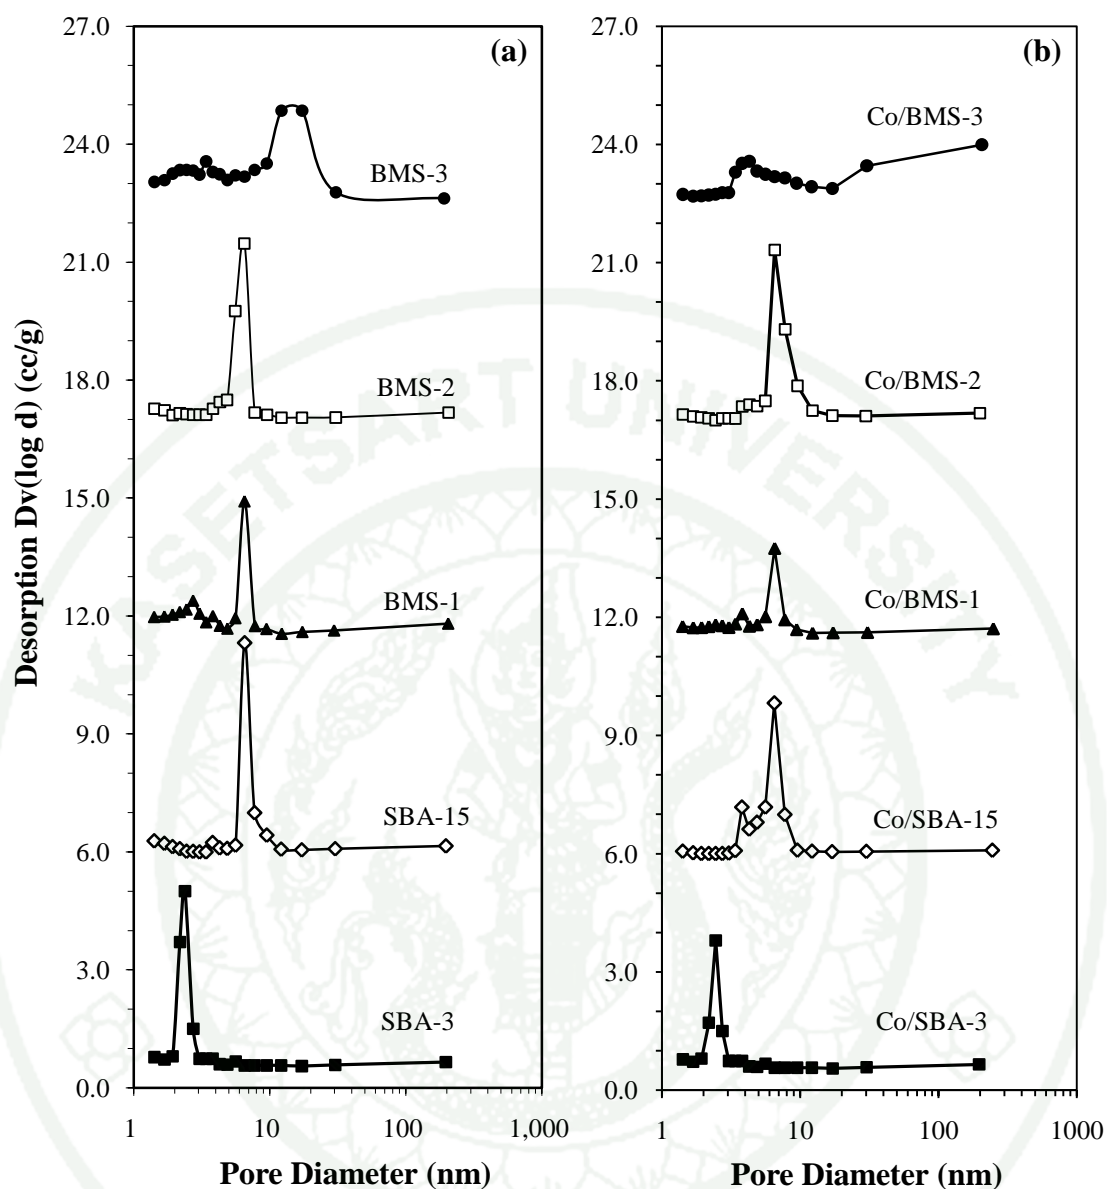 27.0
24.0
21.0
18.0
15.0
12.0
9.0
6.0
3.0
0.0
Desorption Dv(log d) (cc/g)
(a)
BMS-3
BMS-2
BMS-1
SBA-15
SBA-3
1 10 100 1,000
Pore Diameter (nm)
27.0
24.0
21.0
18.0
15.0
12.0
9.0
6.0
3.0
0.0
(b)
Co/BMS-3
Co/BMS-2
Co/BMS-1
Co/SBA-15
Co/SBA-3
1 10 100 1000
Pore Diameter (nm)
KASETSART UNIVERSITY